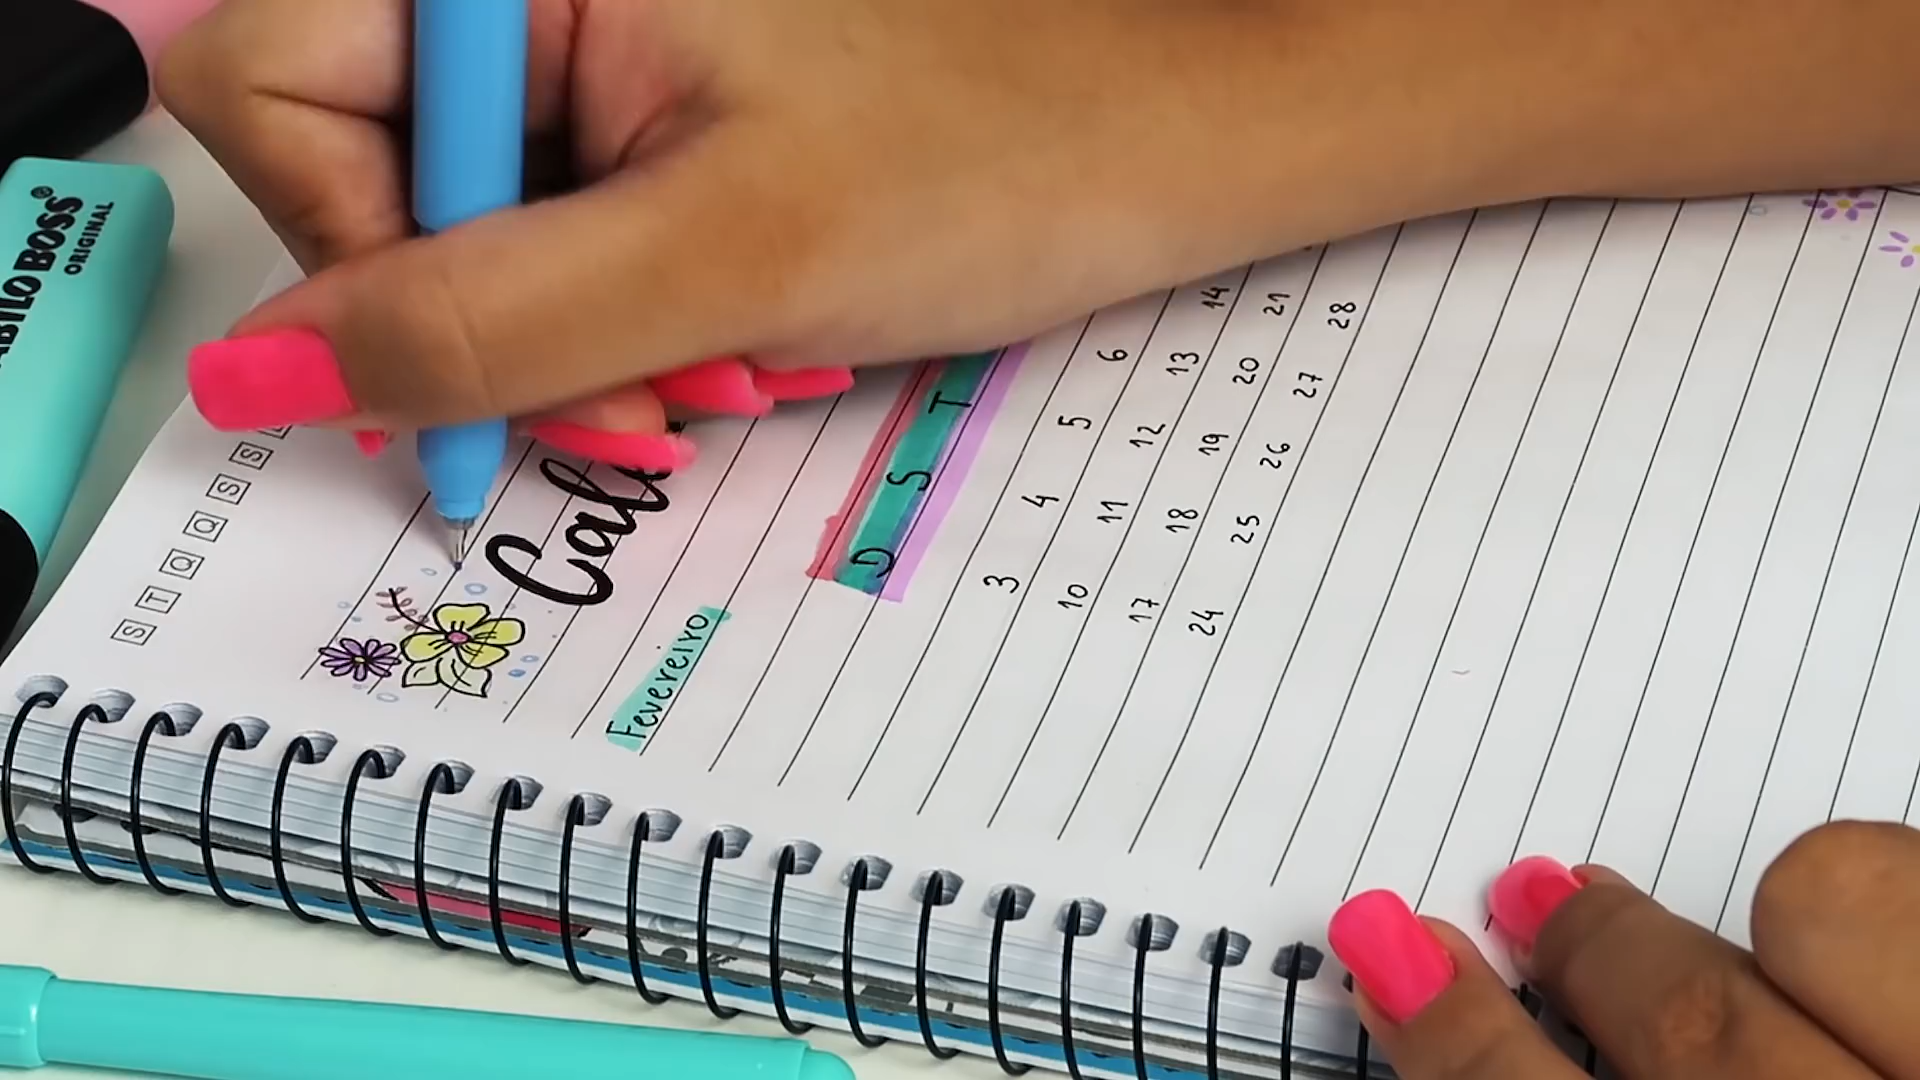 STABILO BOSS®
ORIGINAL
S T Q Q S S
Fevereiro
D S T
3 4 5 6
10 11 12 13 14
17 18 19 20 21
24 25 26 27 28